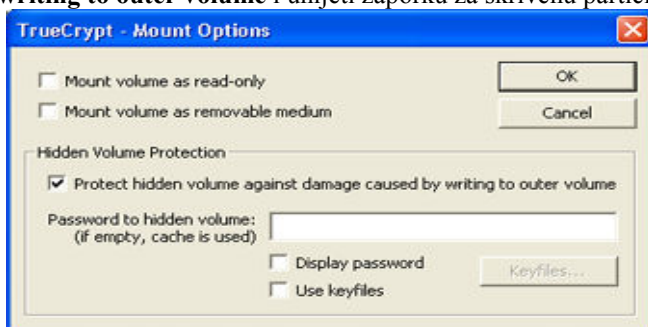 writing to outer volume i unijeti zaporku za skrivenu
TrueCrypt - Mount Options
Mount volume as read-only
OK
Mount volume as removable medium
Cancel
Hidden Volume Protection
Protect hidden volume against damage caused by writing to outer volume
Password to hidden volume:
(if empty, cache is used)
Display password
Keyfiles...
Use keyfiles